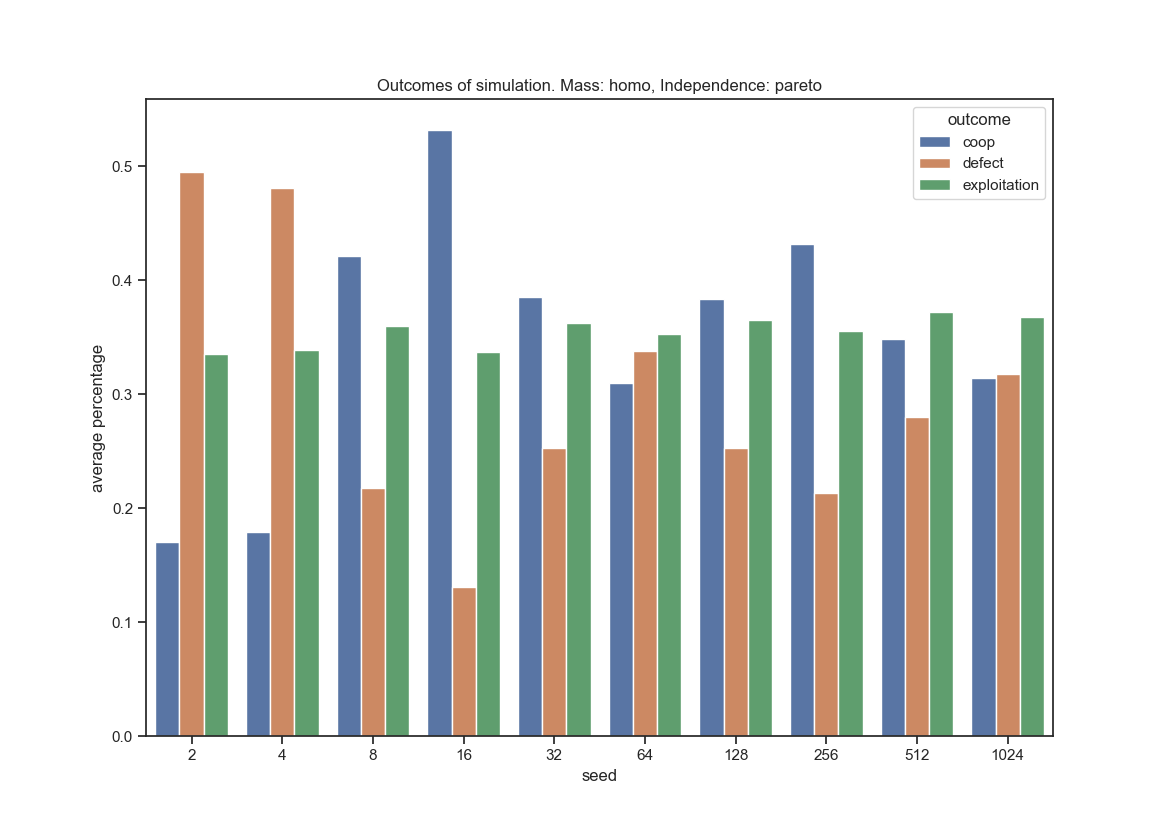 Outcomes of simulation. Mass: homo, Independence: pareto
outcome
coop
defect
exploitation
average percentage
0.5
0.4
0.3
0.2
0.1
0.0
2 4 8 16 32 64 128 256 512 1024
seed